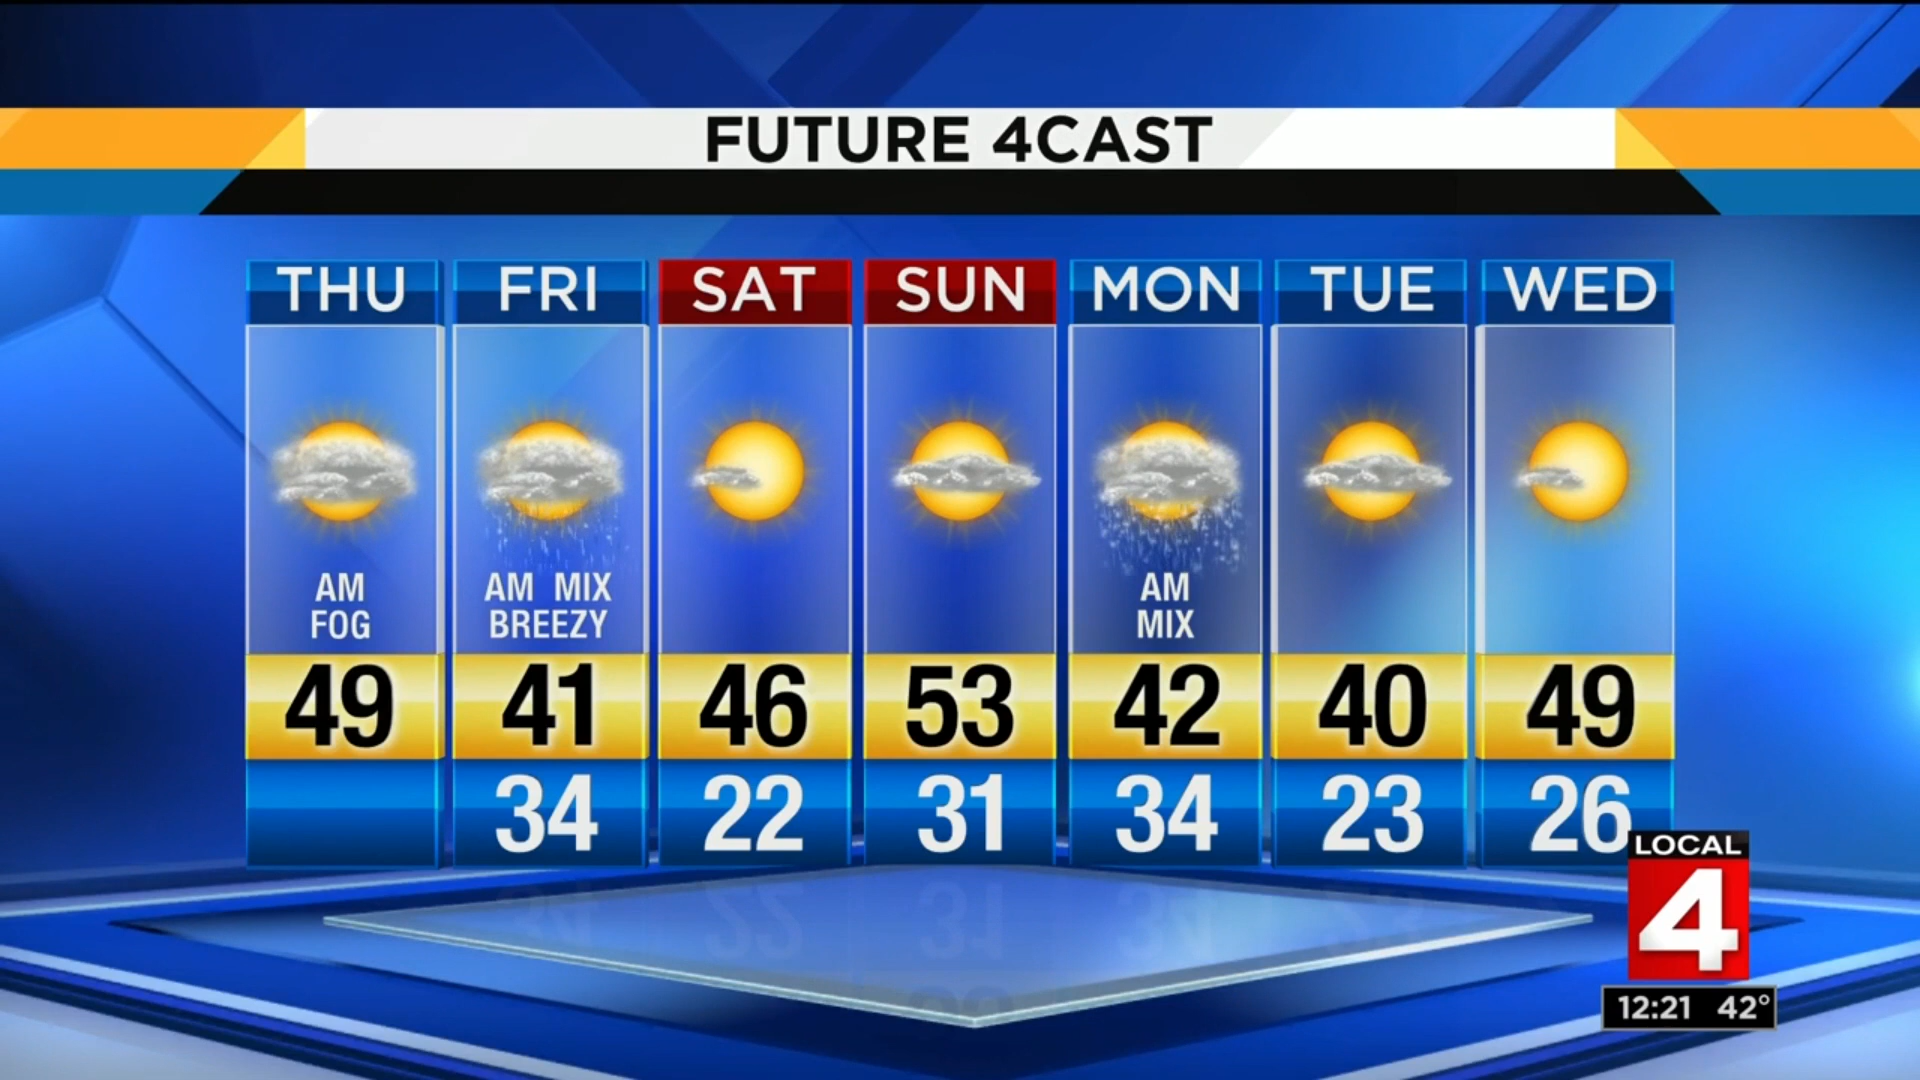 FUTURE 4CAST
THU FRI SAT SUN MON TUE WED
AM
FOG
AM MIX
BREEZY
AM
MIX
49 41 46 53 42 40 49
34 22 31 34 23 26
LOCAL
4
12:21 42°